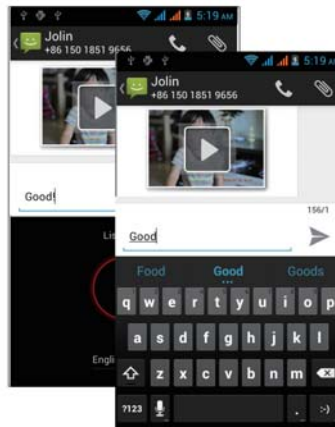 5:19 AM
Jolin
+86 150 1851 9656
Good!
Lis
Engli
5:19 AM
Jolin
+86 150 1851 9656
156/1
Good
Food Good Goods
q w e r t y u i o p
a s d f g h j k l
z x c v b n m
?123 . :-)